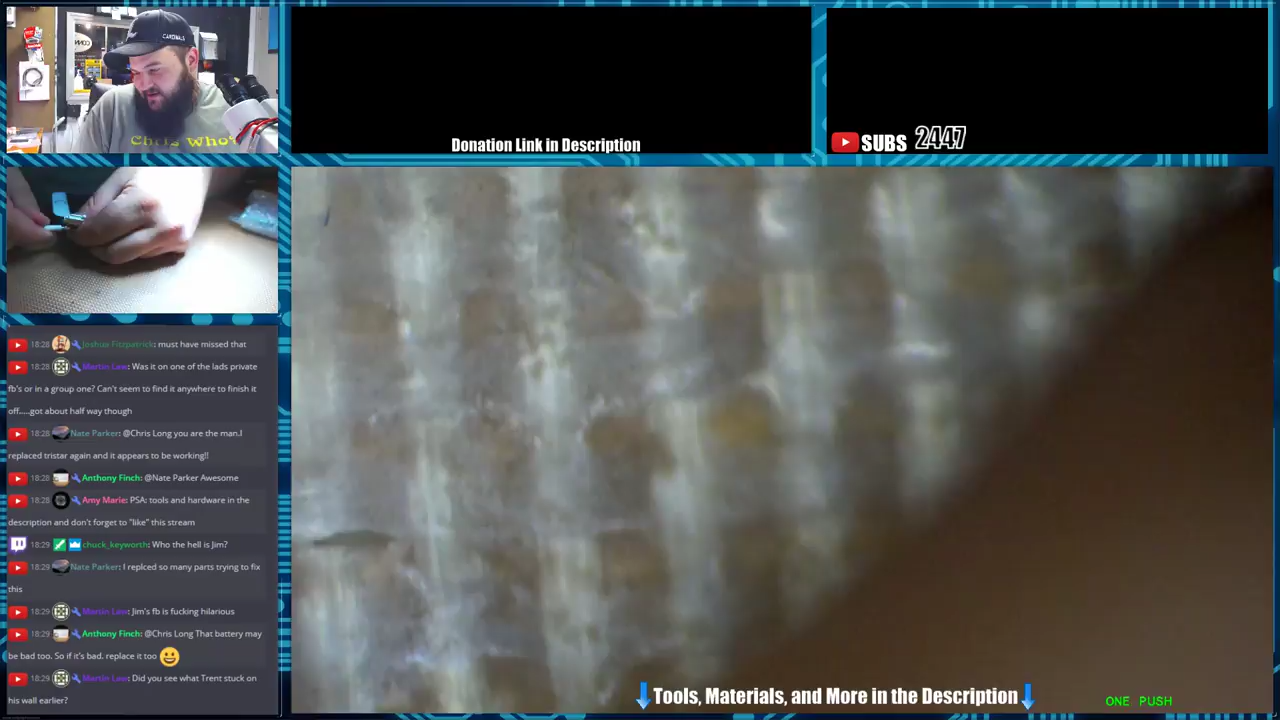 CARDINALS
Chris Who?
Donation Link in Description
SUBS 2447
18:28 Joshua Fitzpatrick: must have missed that
18:28 Martin Law: Was it on one of the lads private
fb's or in a group one? Can't seem to find it anywhere to finish it
off.....got about half way though
18:28 Nate Parker: @Chris Long you are the man.I
replaced tristar again and it appears to be working!!
18:28 Anthony Finch: @Nate Parker Awesome
18:28 Amy Marie: PSA: tools and hardware in the
description and don't forget to "like" this stream
18:29 chuck_keyworth: Who the hell is Jim?
18:29 Nate Parker: I replced so many parts trying to fix
this
18:29 Martin Law: Jim's fb is fucking hilarious
18:29 Anthony Finch: @Chris Long That battery may
be bad too. So if it's bad. replace it too
18:29 Martin Law: Did you see what Trent stuck on
his wall earlier?
Tools, Materials, and More in the Description
ONE PUSH